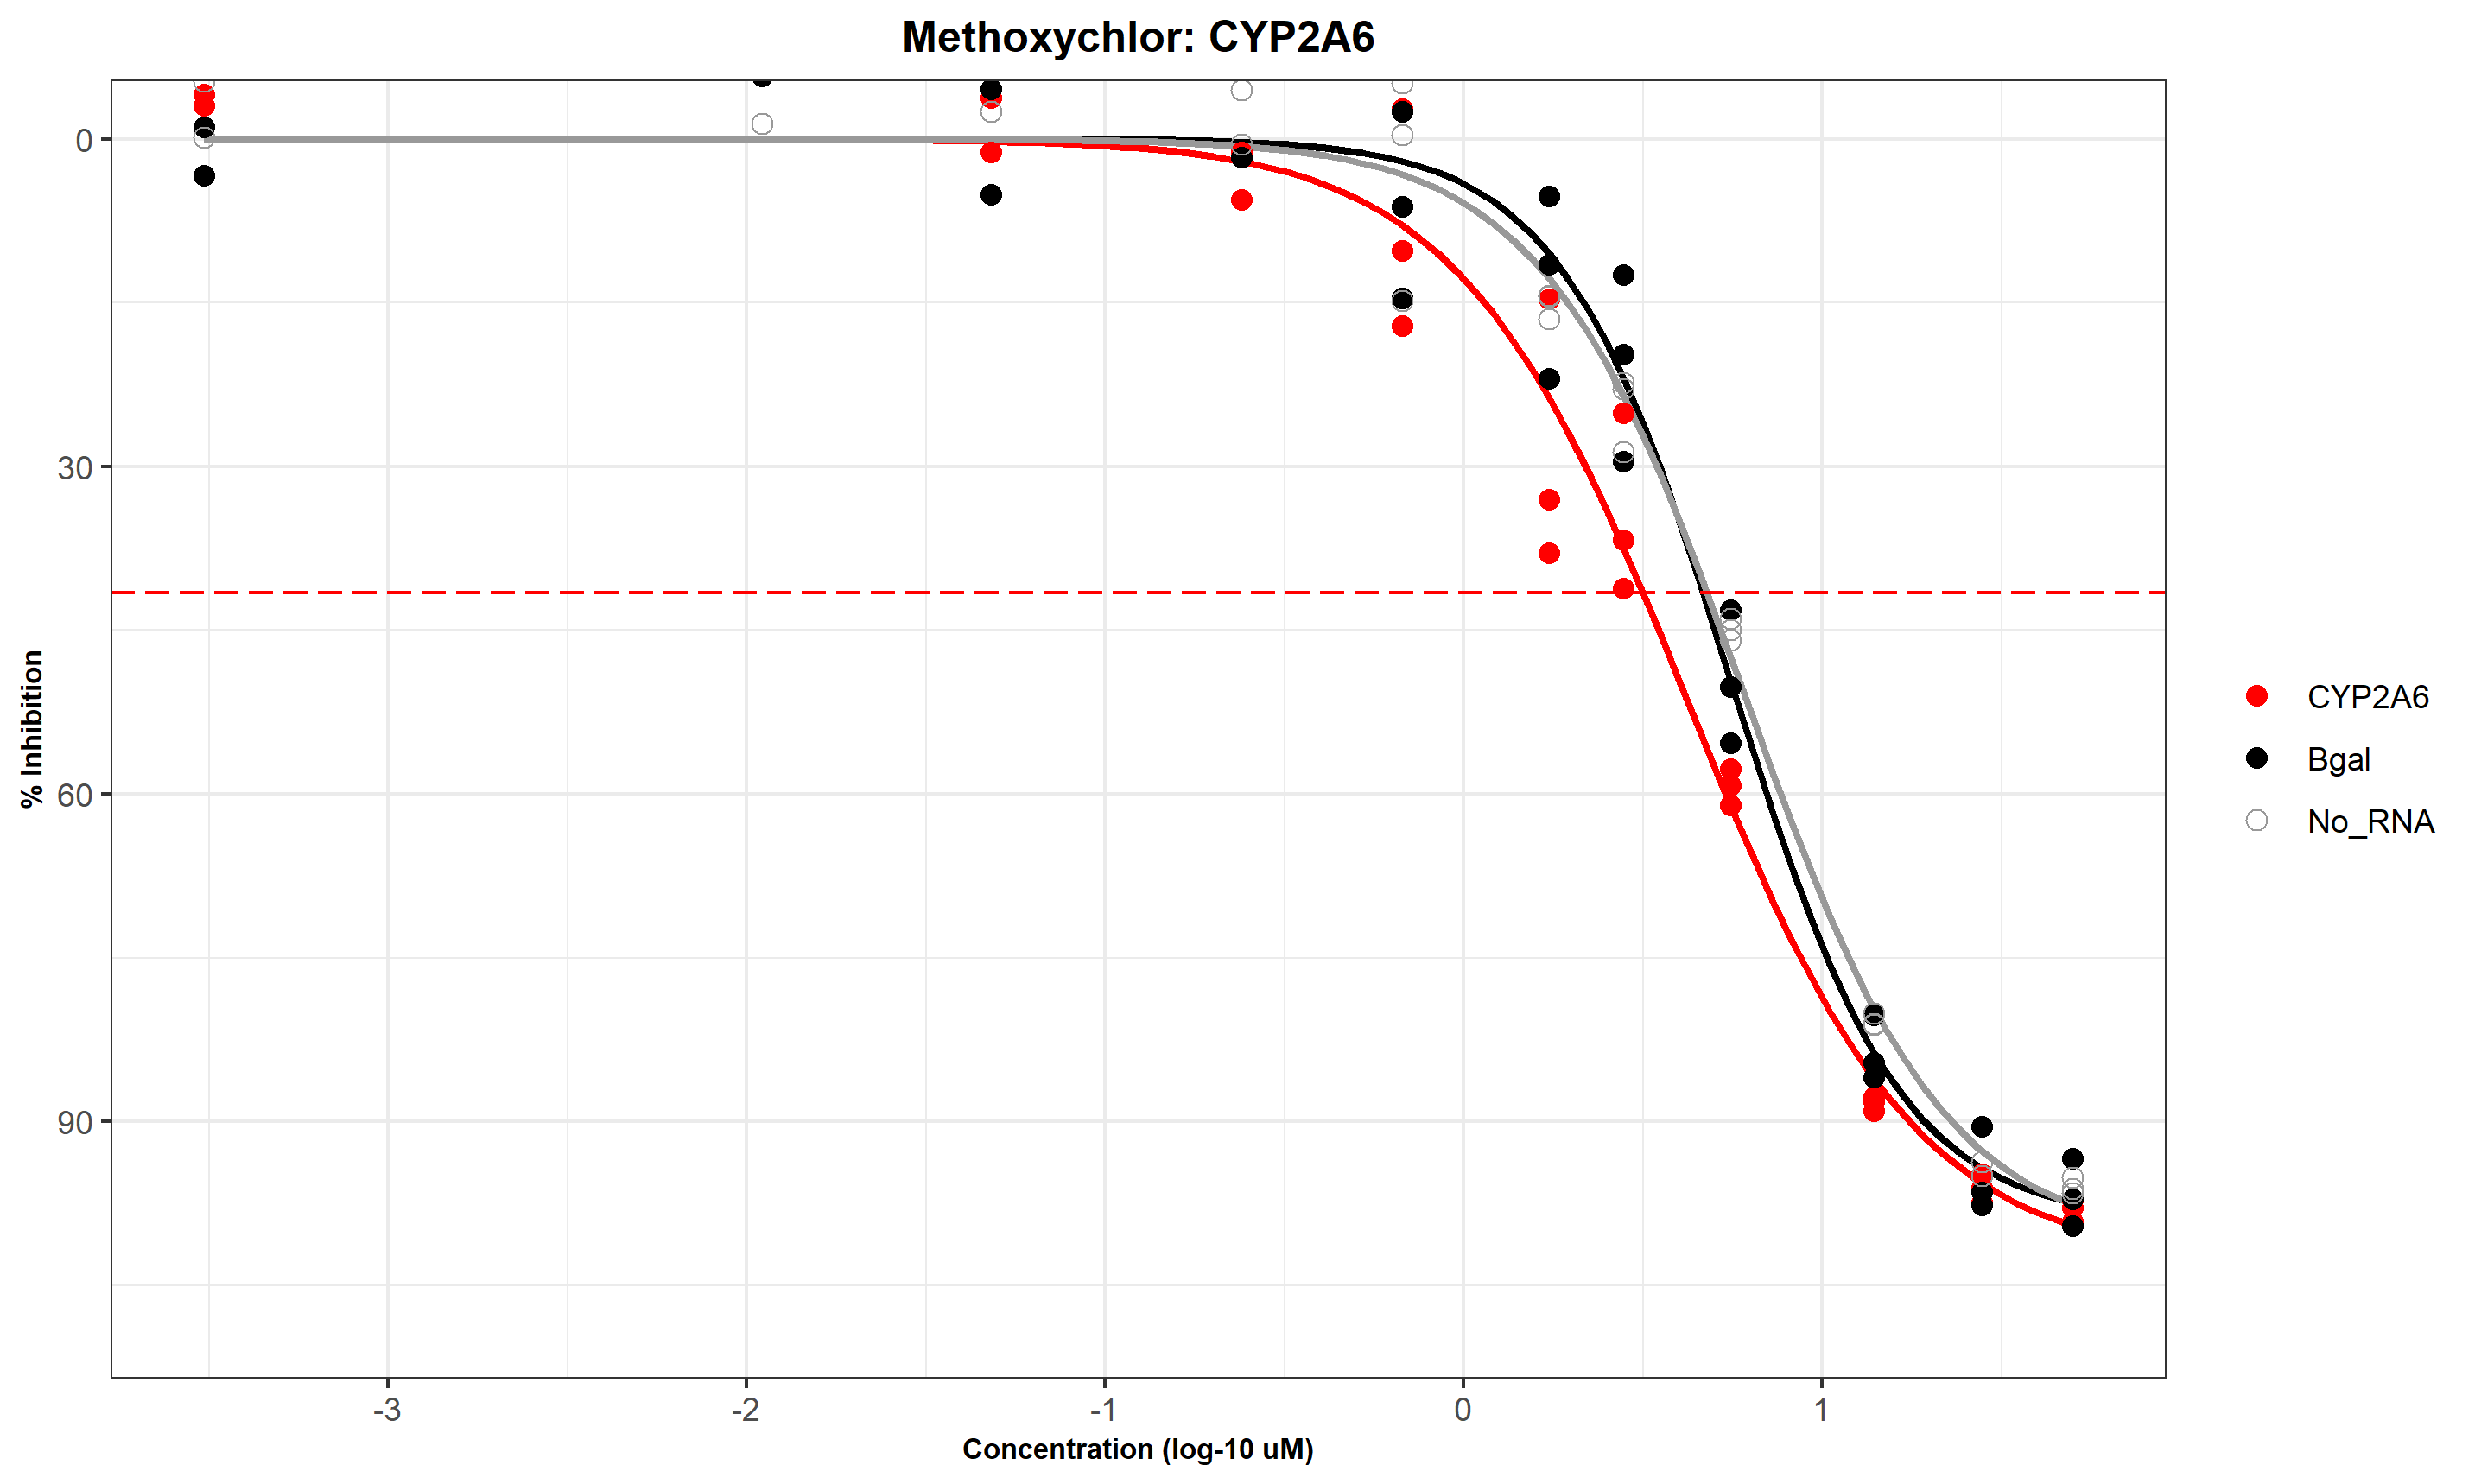 Methoxychlor: CYP2A6
% Inhibition
0
30
60
90
-3
-2
-1
0
1
Concentration (log-10 uM)
CYP2A6
Bgal
No_RNA